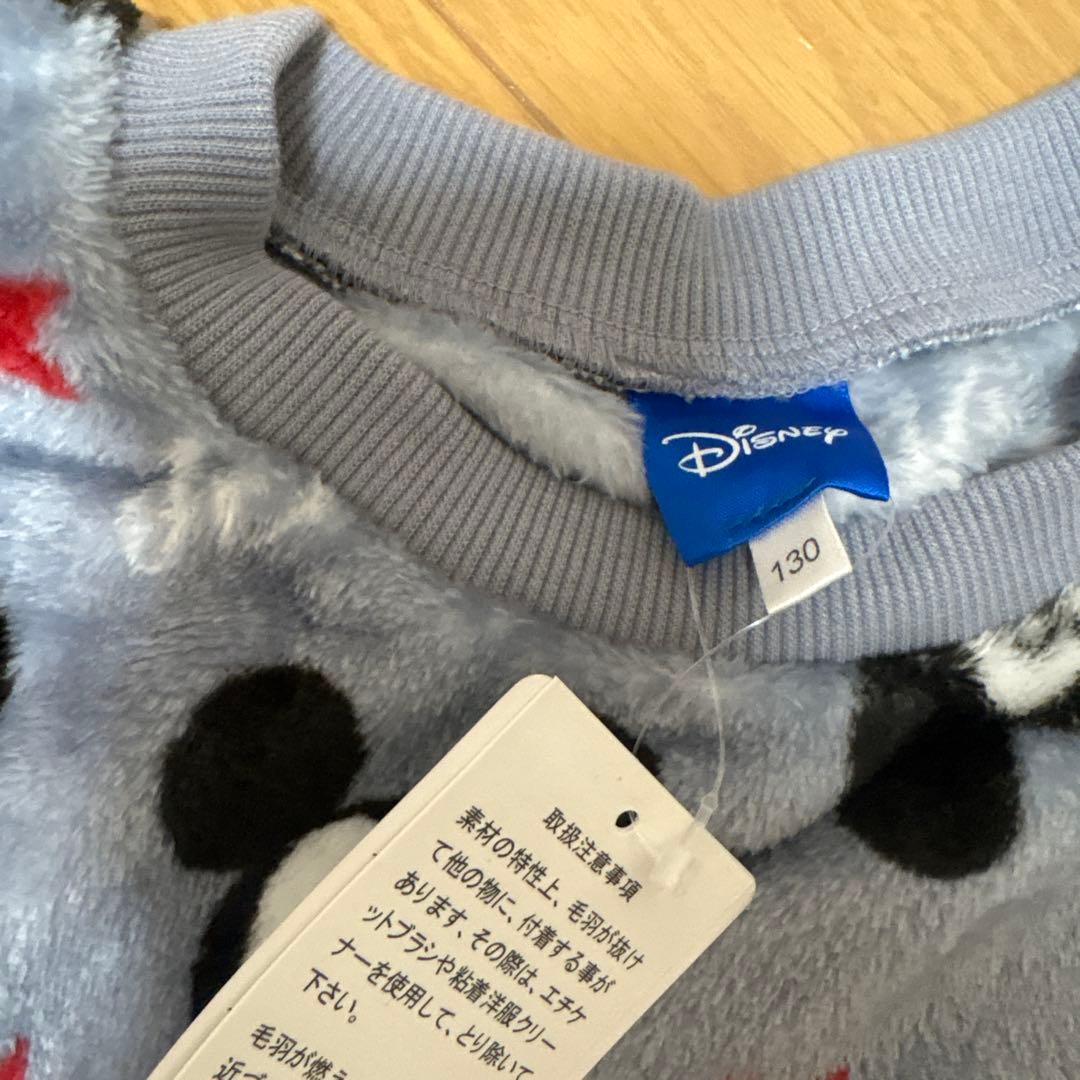 Disney
130
取扱注意事項
素材の特性上、毛羽が抜け
て他の物に、付着する事が
あります、その際は、エチケ
ットブラシや粘着洋服クリー
ナーを使用して、とり除いて
下さい。
毛羽が燃え
近づ